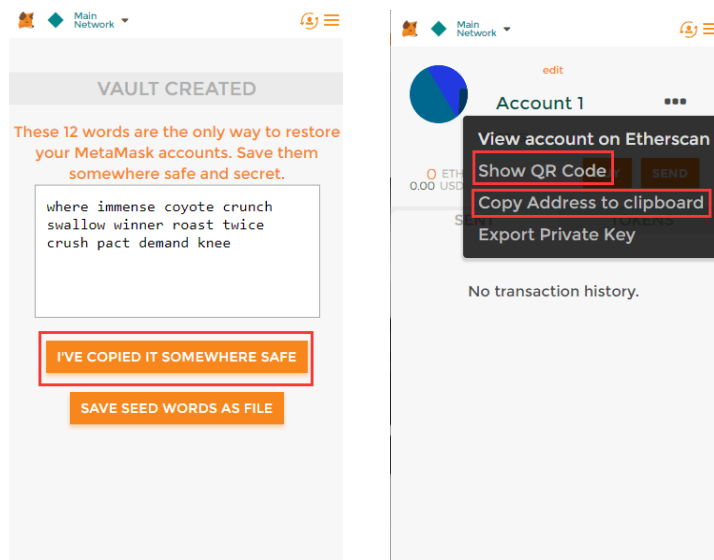 Main
Network
VAULT CREATED
These 12 words are the only way to restore
your MetaMask accounts. Save them
somewhere safe and secret.
where immense coyote crunch
swallow winner roast twice
crush pact demand knee
I'VE COPIED IT SOMEWHERE SAFE
SAVE SEED WORDS AS FILE
Main
Network
edit
Account 1
View account on Etherscan
0 ETH
0.00 USD
Show QR Code
SEND
Copy Address to clipboard
TOKENS
Export Private Key
No transaction history.